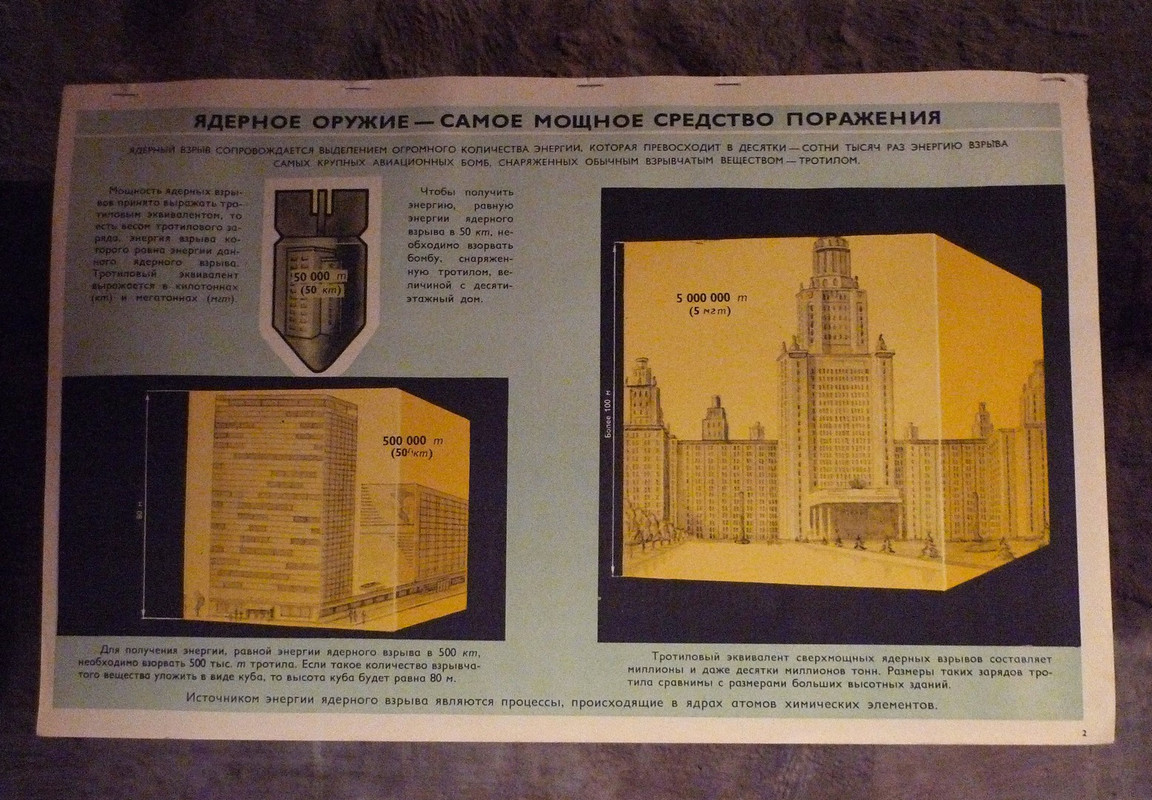 ЯДЕРНОЕ ОРУЖИЕ — САМОЕ МОЩНОЕ СРЕДСТВО ПОРАЖЕНИЯ
ЯДЕРНЫЙ ВЗРЫВ СОПРОВОЖДАЕТСЯ ВЫДЕЛЕНИЕМ ОГРОМНОГО КОЛИЧЕСТВА ЭНЕРГИИ, КОТОРАЯ ПРЕВОСХОДИТ В ДЕСЯТКИ — СОТНИ ТЫСЯЧ РАЗ ЭНЕРГИЮ ВЗРЫВА
САМЫХ КРУПНЫХ АВИАЦИОННЫХ БОМБ, СНАРЯЖЕННЫХ ОБЫЧНЫМ ВЗРЫВЧАТЫМ ВЕЩЕСТВОМ — ТРОТИЛОМ.
Мощность ядерных взры-
вов принято выражать тро-
тиловым эквивалентом, то
есть весом тротилового за-
ряда, энергия взрыва ко-
торого равна энергии дан-
ного ядерного взрыва.
Тротиловый эквивалент
выражается в килотоннах
(кт) и мегатоннах (мгт).
50 000 т
(50 кт)
Чтобы получить
энергию, равную
энергии ядерного
взрыва в 50 кт, не-
обходимо взорвать
бомбу, снаряжен-
ную тротилом, ве-
личиной с десяти-
этажный дом.
80 м
500 000 т
(500 кт)
Для получения энергии, равной энергии ядерного взрыва в 500 кт,
необходимо взорвать 500 тыс. т тротила. Если такое количество взрывча-
того вещества уложить в виде куба, то высота куба будет равна 80 м.
Более 100 м
5 000 000 т
(5 мгт)
Тротиловый эквивалент сверхмощных ядерных взрывов составляет
миллионы и даже десятки миллионов тонн. Размеры таких зарядов тро-
тила сравнимы с размерами больших высотных зданий.
Источником энергии ядерного взрыва являются процессы, происходящие в ядрах атомов химических элементов.
2